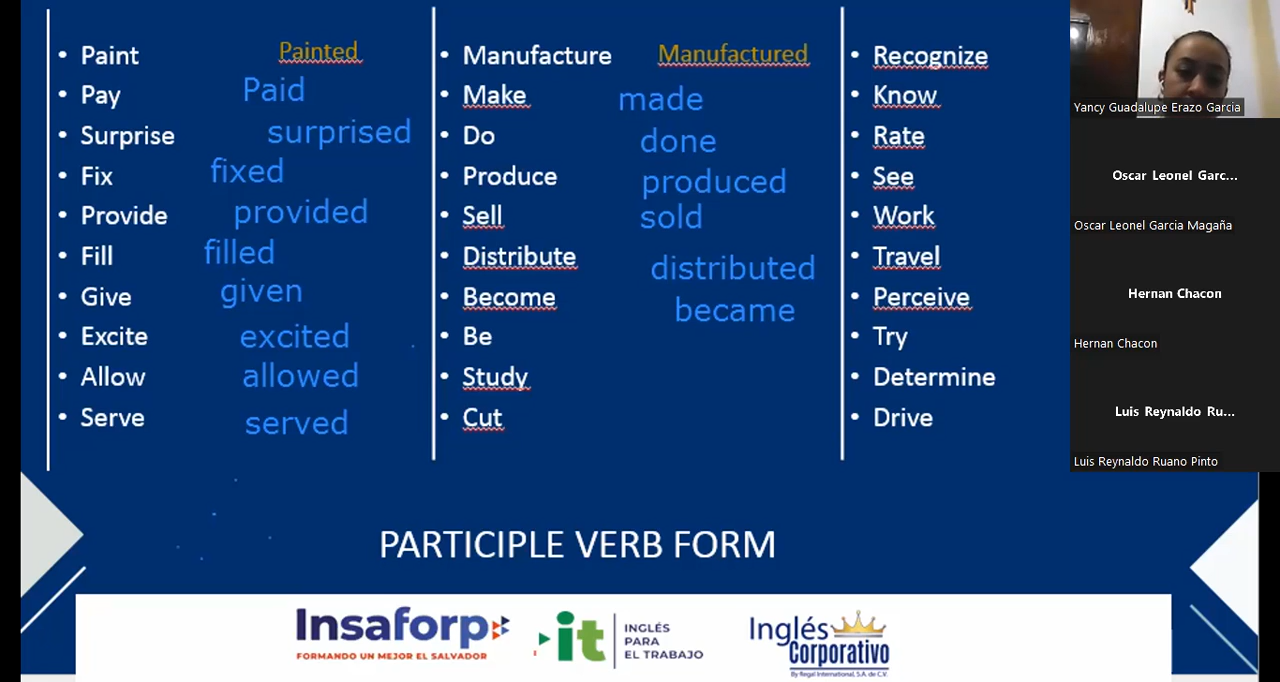 • Paint Painted
• Pay Paid
• Surprise surprised
• Fix fixed
• Provide provided
• Fill filled
• Give given
• Excite excited
• Allow allowed
• Serve served
• Manufacture Manufactured
• Make made
• Do done
• Produce produced
• Sell sold
• Distribute distributed
• Become became
• Be
• Study
• Cut
• Recognize
• Know
• Rate
• See
• Work
• Travel
• Perceive
• Try
• Determine
• Drive
Yancy Guadalupe Erazo Garcia
Oscar Leonel Garc...
Oscar Leonel Garcia Magaña
Hernan Chacon
Hernan Chacon
Luis Reynaldo Ru...
Luis Reynaldo Ruano Pinto
PARTICIPLE VERB FORM
Insaforp
FORMANDO UN MEJOR EL SALVADOR
it
INGLÉS
PARA
EL TRABAJO
Inglés
Corporativo
By Regal International, S.A. de C.V.